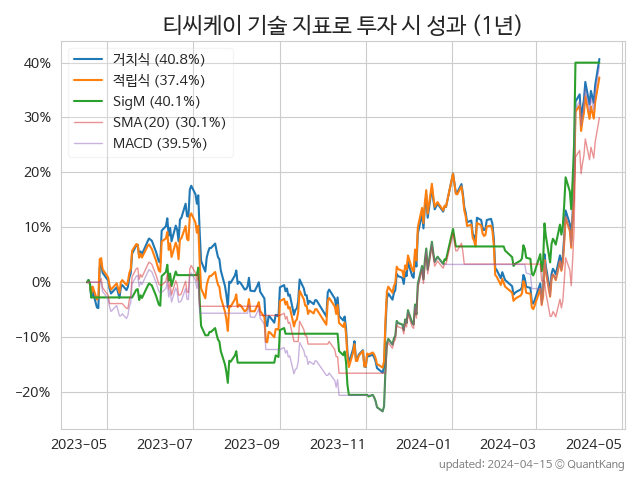 티씨케이 기술 지표로 투자 시 성과 (1년)
거치식 (40.8%)
적립식 (37.4%)
SigM (40.1%)
SMA(20) (30.1%)
MACD (39.5%)
40%
30%
20%
10%
0%
−10%
−20%
2023-05
2023-07
2023-09
2023-11
2024-01
2024-03
2024-05
updated: 2024-04-15 © QuantKang